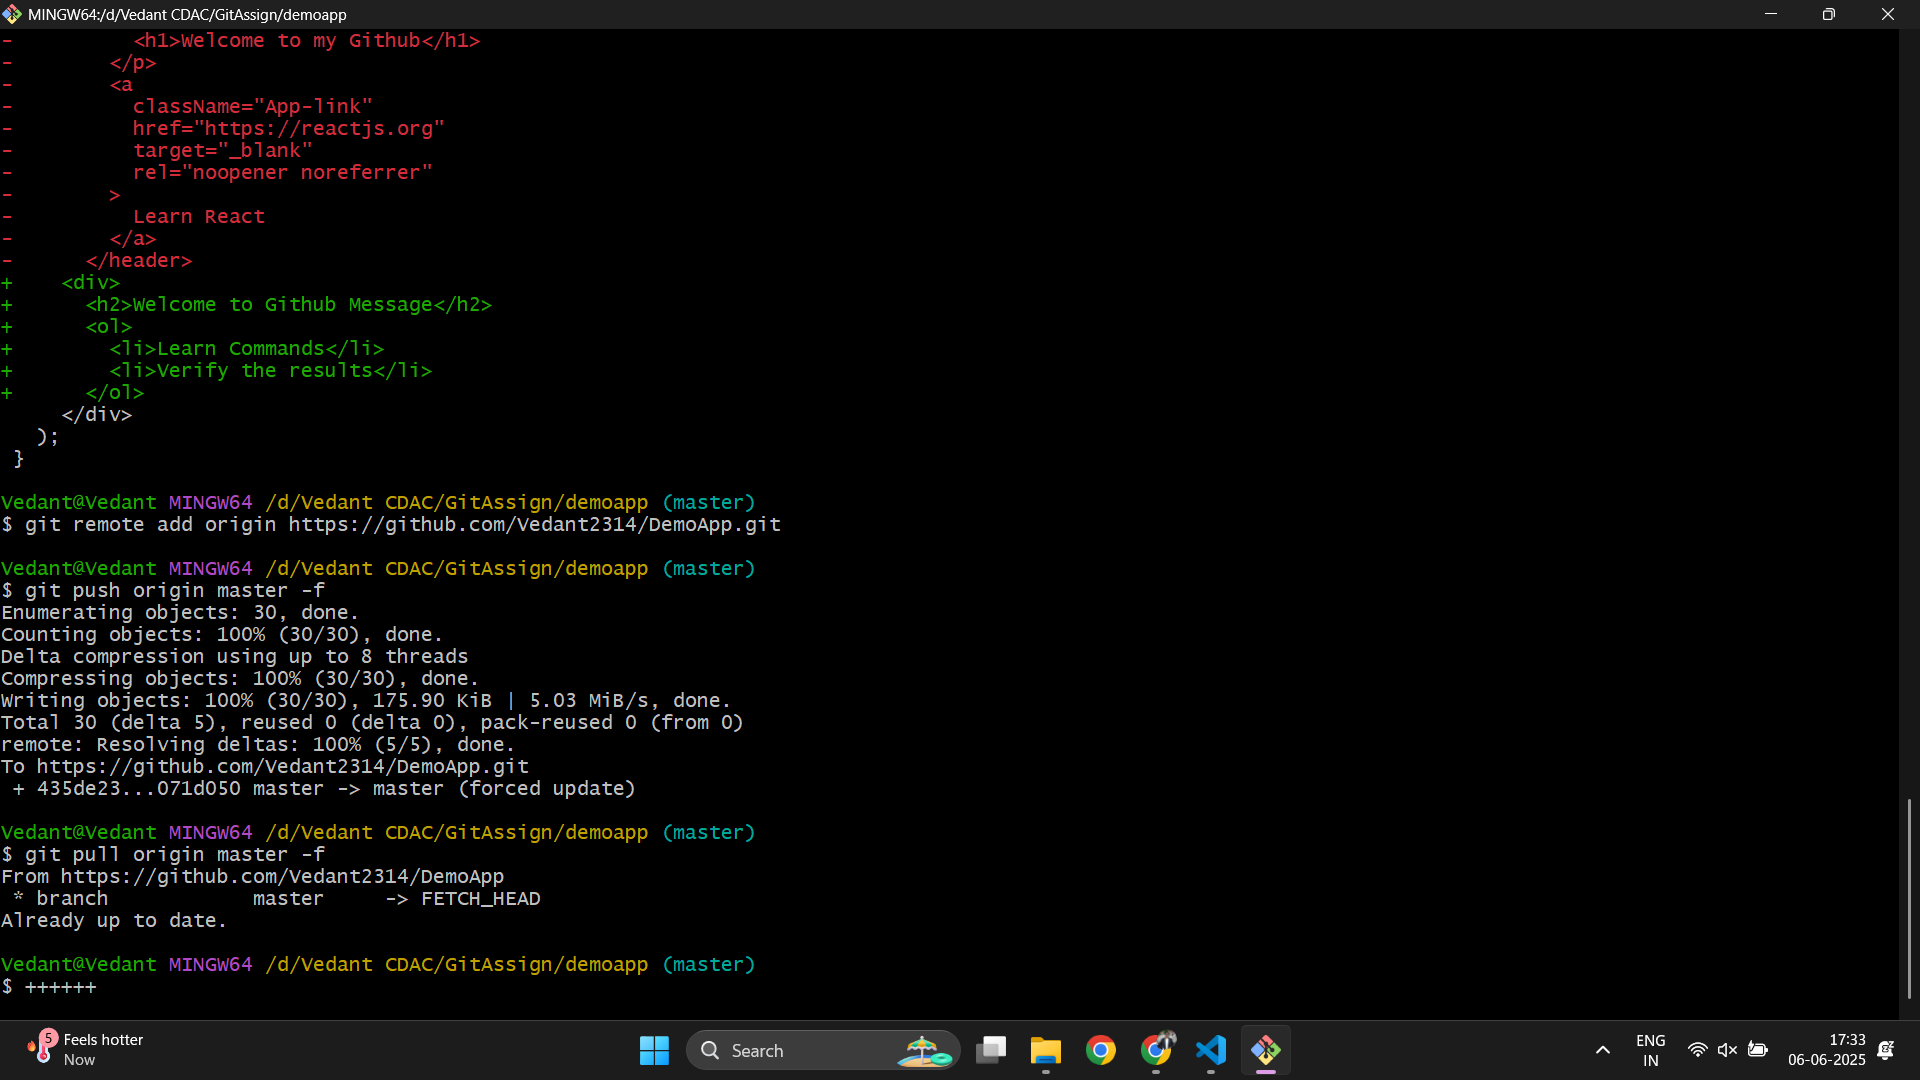 MINGW64:/d/Vedant CDAC/GitAssign/demoapp
-          <h1>Welcome to my Github</h1>
-        </p>
-        <a
-          className="App-link"
-          href="https://reactjs.org"
-          target="_blank"
-          rel="noopener noreferrer"
-        >
-          Learn React
-        </a>
-      </header>
+    <div>
+      <h2>Welcome to Github Message</h2>
+      <ol>
+        <li>Learn Commands</li>
+        <li>Verify the results</li>
+      </ol>
     </div>
   );
 }
Vedant@Vedant MINGW64 /d/Vedant CDAC/GitAssign/demoapp (master)
$ git remote add origin https://github.com/Vedant2314/DemoApp.git
Vedant@Vedant MINGW64 /d/Vedant CDAC/GitAssign/demoapp (master)
$ git push origin master -f
Enumerating objects: 30, done.
Counting objects: 100% (30/30), done.
Delta compression using up to 8 threads
Compressing objects: 100% (30/30), done.
Writing objects: 100% (30/30), 175.90 KiB | 5.03 MiB/s, done.
Total 30 (delta 5), reused 0 (delta 0), pack-reused 0 (from 0)
remote: Resolving deltas: 100% (5/5), done.
To https://github.com/Vedant2314/DemoApp.git
 + 435de23...071d050 master -> master (forced update)
Vedant@Vedant MINGW64 /d/Vedant CDAC/GitAssign/demoapp (master)
$ git pull origin master -f
From https://github.com/Vedant2314/DemoApp
 * branch            master     -> FETCH_HEAD
Already up to date.
Vedant@Vedant MINGW64 /d/Vedant CDAC/GitAssign/demoapp (master)
$ ++++++
5
Feels hotter
Now
Search
ENG
IN
17:33
06-06-2025